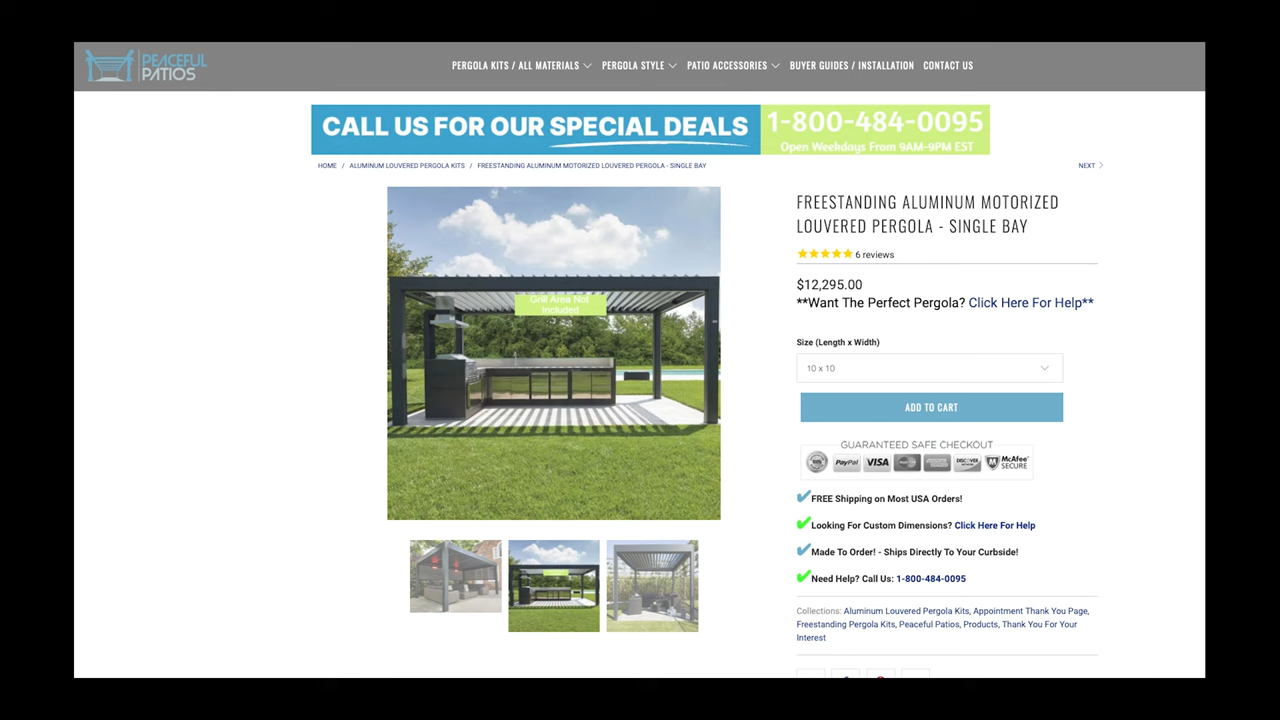 PEACEFUL
PATIOS
PERGOLA KITS / ALL MATERIALS PERGOLA STYLE PATIO ACCESSORIES BUYER GUIDES / INSTALLATION CONTACT US
CALL US FOR OUR SPECIAL DEALS
1-800-484-0095
Open Weekdays From 9AM-9PM EST
HOME / ALUMINUM LOUVERED PERGOLA KITS / FREESTANDING ALUMINUM MOTORIZED LOUVERED PERGOLA - SINGLE BAY
NEXT
Grill Area Not
Included
FREESTANDING ALUMINUM MOTORIZED
LOUVERED PERGOLA - SINGLE BAY
6 reviews
$12,295.00
**Want The Perfect Pergola? Click Here For Help**
Size (Length x Width)
10 x 10
ADD TO CART
GUARANTEED SAFE CHECKOUT
PayPal VISA DISCOVER McAfee
SECURE
FREE Shipping on Most USA Orders!
Looking For Custom Dimensions? Click Here For Help
Made To Order! - Ships Directly To Your Curbside!
Need Help? Call Us: 1-800-484-0095
Collections: Aluminum Louvered Pergola Kits, Appointment Thank You Page,
Freestanding Pergola Kits, Peaceful Patios, Products, Thank You For Your
Interest